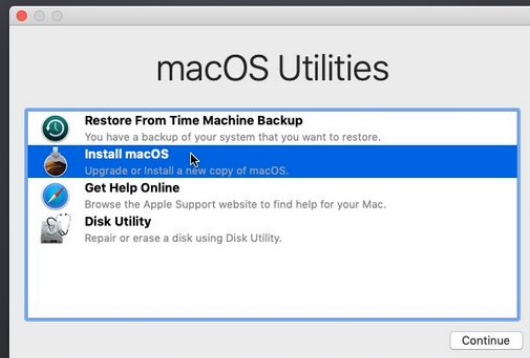 macOS Utilities
Restore From Time Machine Backup
You have a backup of your system that you want to restore.
Install macOS
Upgrade or Install a new copy of macOS.
Get Help Online
Browse the Apple Support website to find help for your Mac.
Disk Utility
Repair or erase a disk using Disk Utility.
Continue